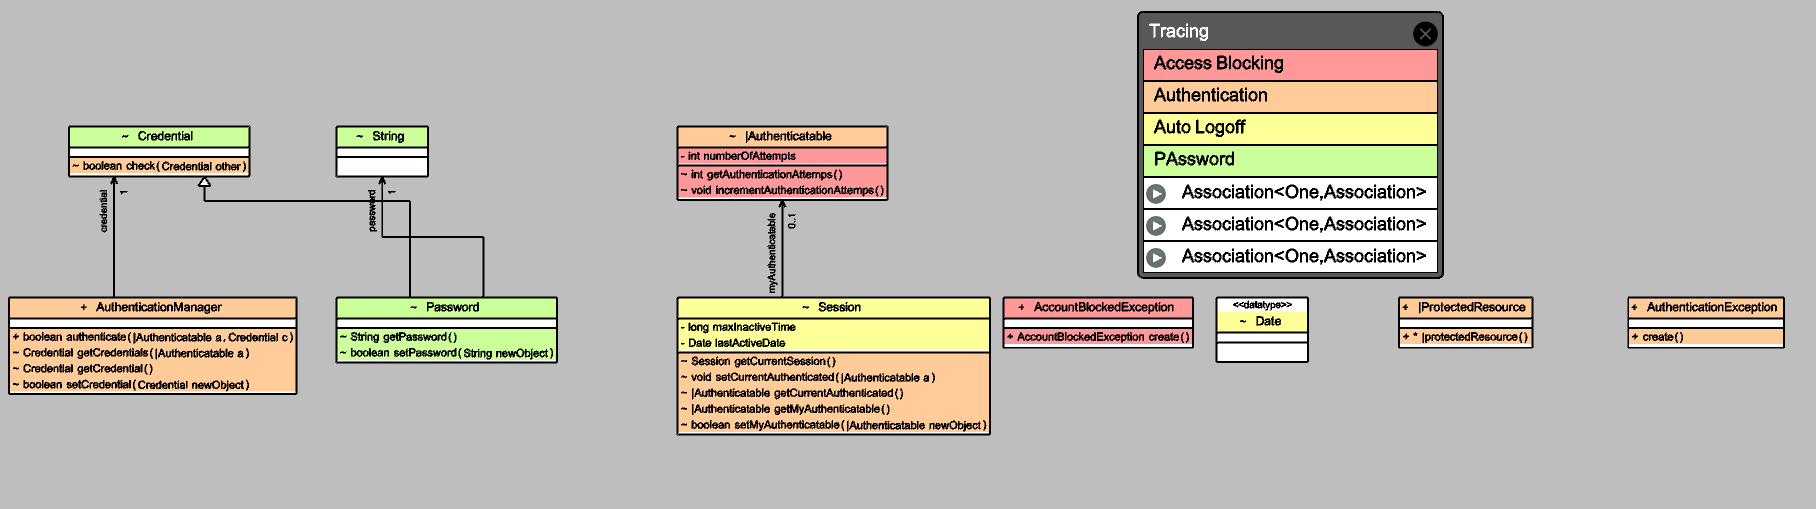 Tracing
Access Blocking
Authentication
Auto Logoff
PAssword
Association<One,Association>
Association<One,Association>
Association<One,Association>
~ Credential
~ boolean check(Credential other)
~ String
~ |Authenticatable
- int numberOfAttempts
~ int getAuthenticationAttemps()
~ void incrementAuthenticationAttemps()
credential
1
password
1
myAuthenticatable
0..1
+ AuthenticationManager
+ boolean authenticate(|Authenticatable a, Credential c)
~ Credential getCredentials(|Authenticatable a)
~ Credential getCredential()
~ boolean setCredential(Credential newObject)
~ Password
~ String getPassword()
~ boolean setPassword(String newObject)
~ Session
- long maxInactiveTime
- Date lastActiveDate
~ Session getCurrentSession()
~ void setCurrentAuthenticated(|Authenticatable a)
~ |Authenticatable getCurrentAuthenticated()
~ |Authenticatable getMyAuthenticatable()
~ boolean setMyAuthenticatable(|Authenticatable newObject)
+ AccountBlockedException
+ AccountBlockedException create()
<<datatype>>
~ Date
+ |ProtectedResource
+ * |protectedResource()
+ AuthenticationException
+ create()